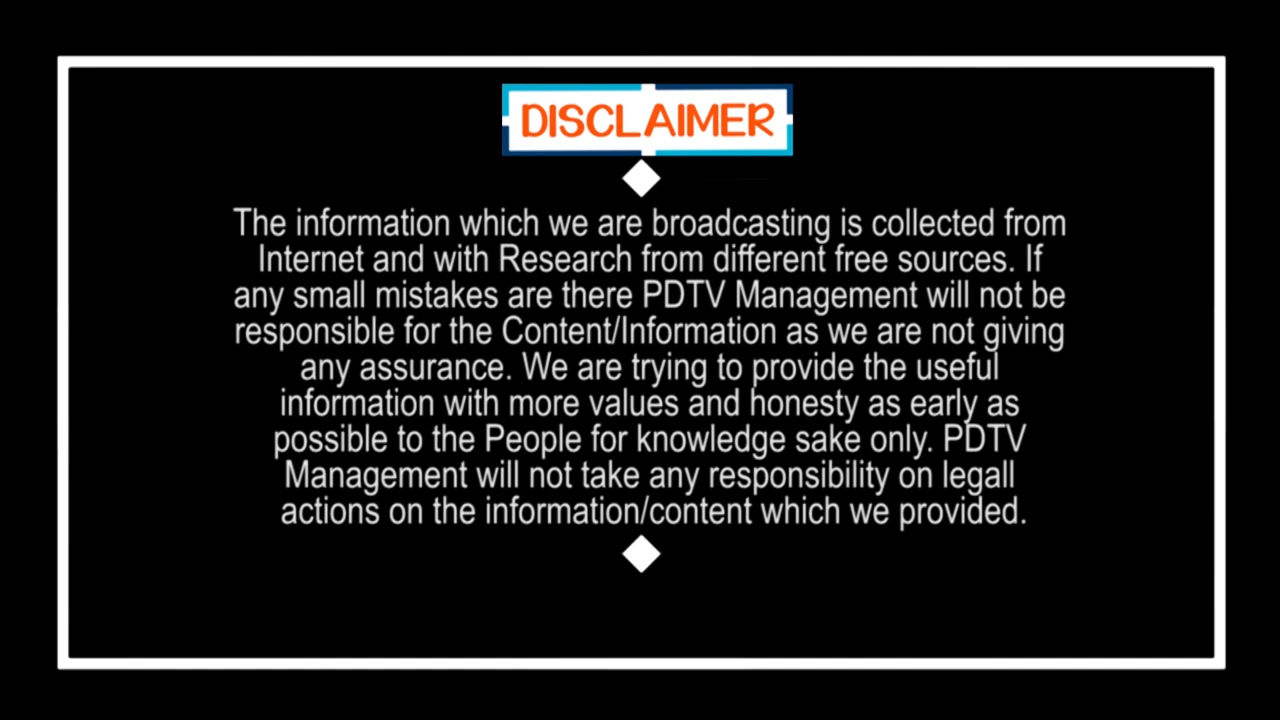 DISCLAIMER
The information which we are broadcasting is collected from
Internet and with Research from different free sources. If
any small mistakes are there PDTV Management will not be
responsible for the Content/Information as we are not giving
any assurance. We are trying to provide the useful
information with more values and honesty as early as
possible to the People for knowledge sake only. PDTV
Management will not take any responsibility on legall
actions on the information/content which we provided.